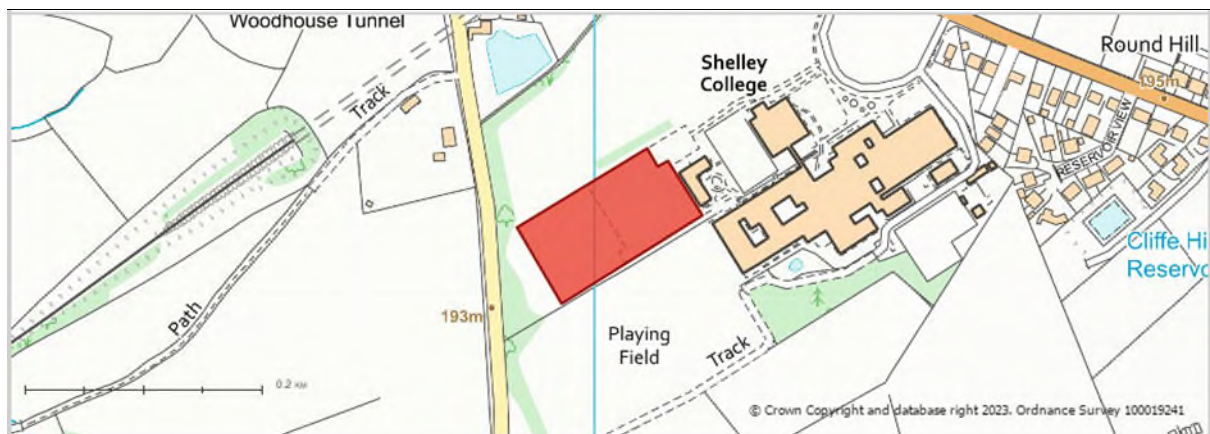 Woodhouse Tunnel
Track
Path
193m
0.2 KM
Shelley
College
Playing
Field
Track
Round Hill
195m
RESERVOIR VIEW
Cliffe Hi
Reservo
© Crown Copyright and database right 2023. Ordnance Survey 100019241